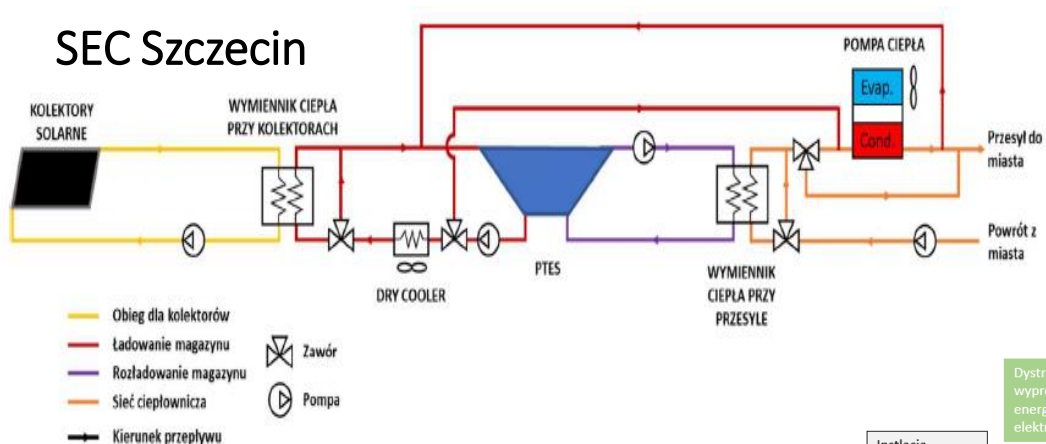 SEC Szczecin
POMPA CIEPŁA
Evap.
Cond.
KOLEKTORY
SOLARNE
WYMIENNIK CIEPŁA
PRZY KOLEKTORACH
Przesył do
miasta
Powrót z
miasta
DRY COOLER
PTES
WYMIENNIK
CIEPŁA PRZY
PRZESYLE
Obieg dla kolektorów
Ładowanie magazynu
Rozładowanie magazynu
Sieć ciepłownicza
Kierunek przepływu
Zawór
Pompa